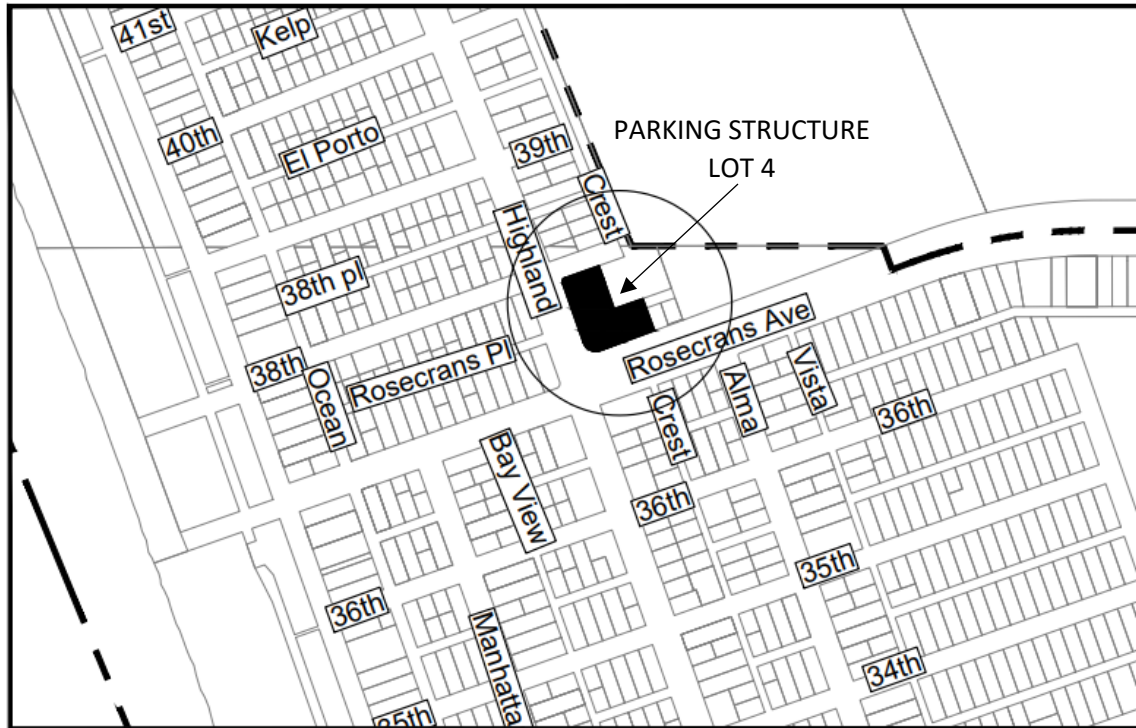 41st
Kelp
40th
El Porto
39th
PARKING STRUCTURE
LOT 4
Crest
Highland
38th pl
Rosecrans Ave
38th
Ocean
Rosecrans Pl
Vista
Alma
Crest
36th
Bay View
36th
35th
36th
Manhatta
34th
35th